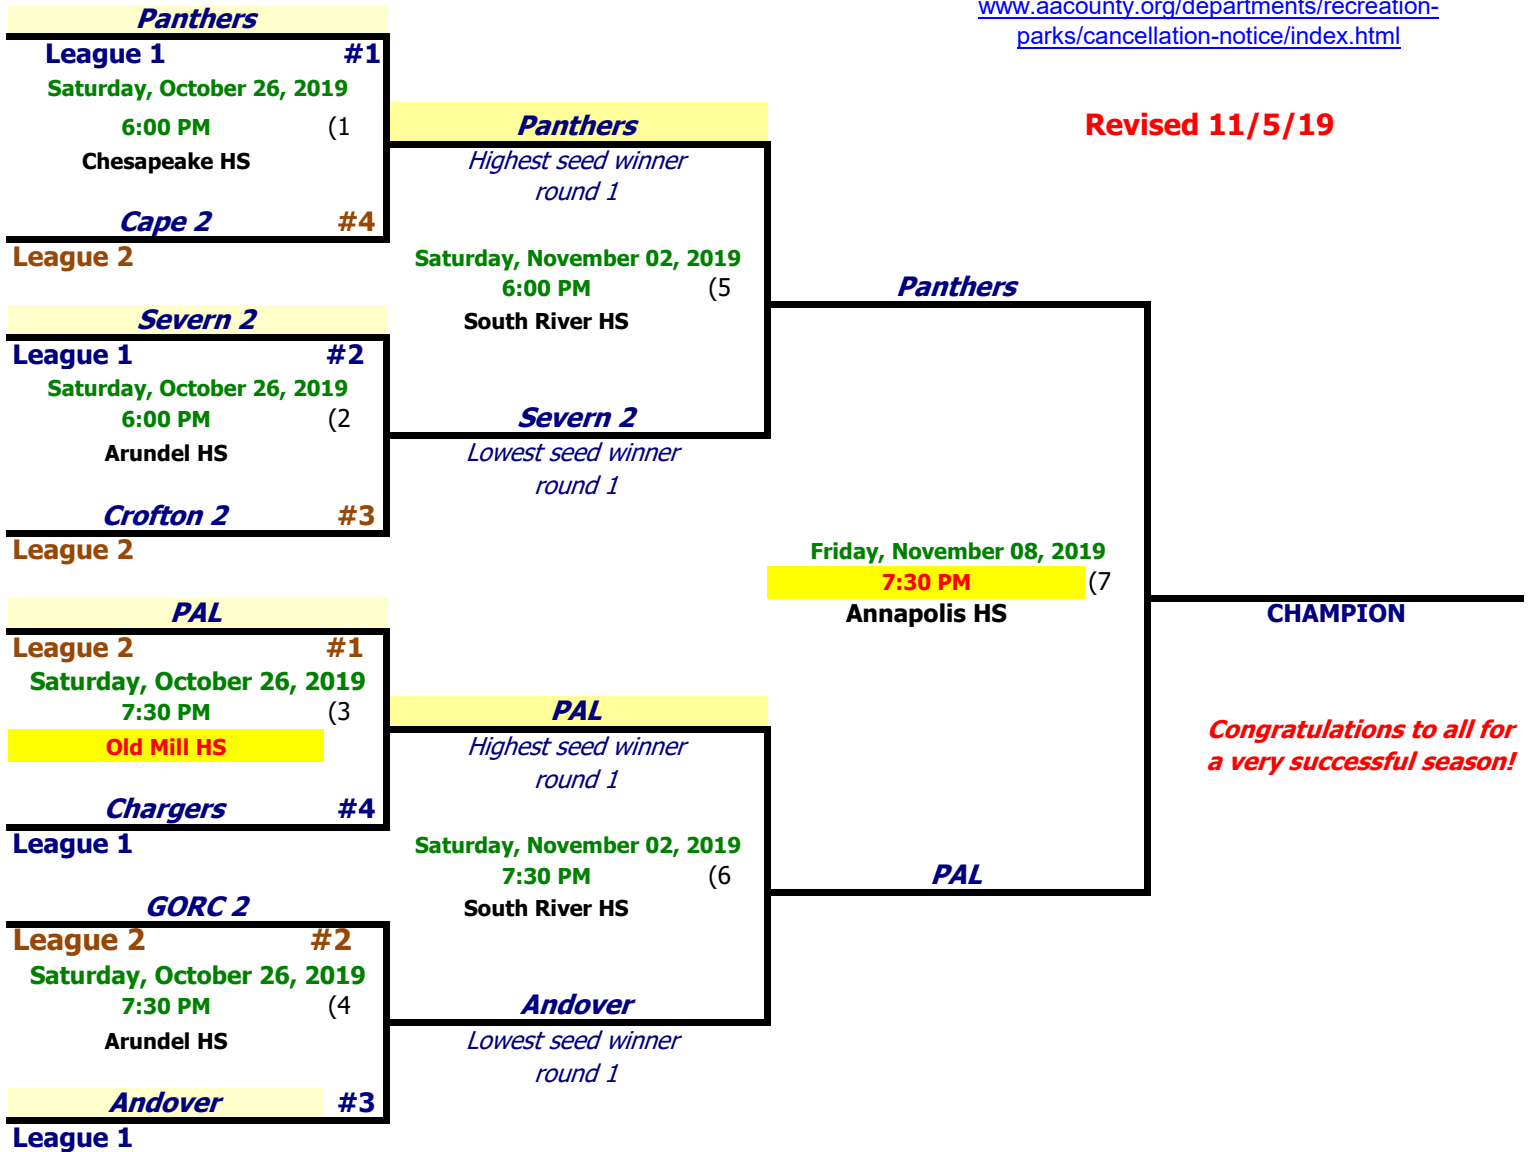 www.aacounty.org/departments/recreation-
parks/cancellation-notice/index.html
Revised 11/5/19
Panthers
League 1 #1
Saturday, October 26, 2019
6:00 PM (1
Chesapeake HS
Cape 2 #4
League 2
Severn 2
League 1 #2
Saturday, October 26, 2019
6:00 PM (2
Arundel HS
Crofton 2 #3
League 2
PAL
League 2 #1
Saturday, October 26, 2019
7:30 PM (3
Old Mill HS
Chargers #4
League 1
GORC 2
League 2 #2
Saturday, October 26, 2019
7:30 PM (4
Arundel HS
Andover #3
League 1
Panthers
Highest seed winner
round 1
Saturday, November 02, 2019
6:00 PM (5
South River HS
Severn 2
Lowest seed winner
round 1
PAL
Highest seed winner
round 1
Saturday, November 02, 2019
7:30 PM (6
South River HS
Andover
Lowest seed winner
round 1
Panthers
Friday, November 08, 2019
7:30 PM (7
Annapolis HS
PAL
CHAMPION
Congratulations to all for
a very successful season!